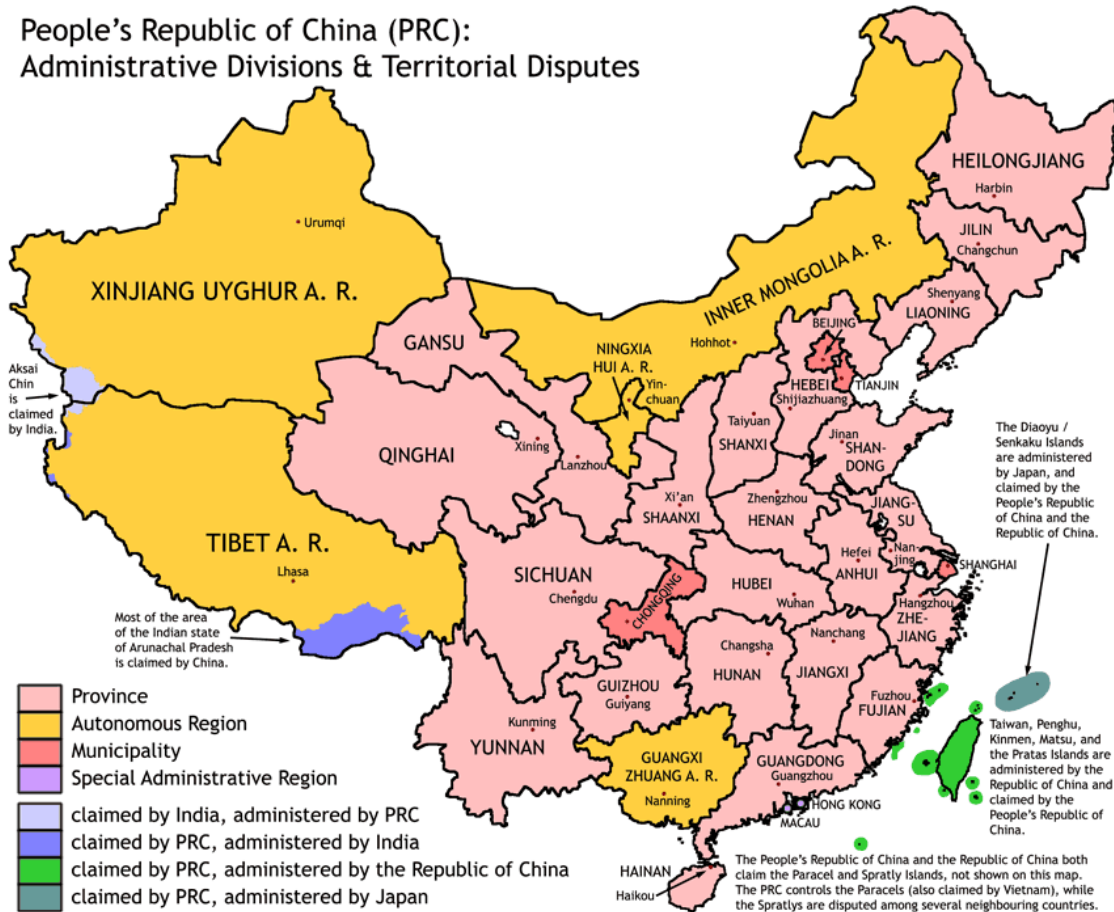 People's Republic of China (PRC):
Administrative Divisions & Territorial Disputes
HEILONGJIANG
Harbin
JILIN
Changchun
Urumqi
XINJIANG UYGHUR A. R.
INNER MONGOLIA A. R.
Shenyang
LIAONING
BEIJING
GANSU
Hohhot
NINGXIA
HUI A. R.
Yin-
chuan
TIANJIN
HEBEI
Shijiazhuang
Aksai
Chin
is
claimed
by India.
Taiyuan
SHANXI
Jinan
SHAN-
DONG
QINGHAI
Xining
Lanzhou
The Diaoyu /
Senkaku Islands
are administered
by Japan, and
claimed by the
People's Republic
of China and the
Republic of China.
Xi'an
SHAANXI
Zhengzhou
HENAN
JIANG-
SU
TIBET A. R.
Lhasa
Hefei
ANHUI
Nan-
jing
SHANGHAI
SICHUAN
Chengdu
CHONGQING
HUBEI
Wuhan
Hangzhou
ZHE-
JIANG
Most of the area
of the Indian state
of Arunachal Pradesh
is claimed by China.
Changsha
HUNAN
Nanchang
JIANGXI
GUIZHOU
Guiyang
Fuzhou
FUJIAN
Kunming
YUNNAN
GUANGXI
ZHUANG A. R.
Nanning
GUANGDONG
Guangzhou
HONG KONG
MACAU
Taiwan, Penghu,
Kinmen, Matsu, and
the Pratas Islands are
administered by the
Republic of China and
claimed by the
People's Republic
of China.
HAINAN
Haikou
Province
Autonomous Region
Municipality
Special Administrative Region
claimed by India, administered by PRC
claimed by PRC, administered by India
claimed by PRC, administered by the Republic of China
claimed by PRC, administered by Japan
The People's Republic of China and the Republic of China both
claim the Paracel and Spratly Islands, not shown on this map.
The PRC controls the Paracels (also claimed by Vietnam), while
the Spratlys are disputed among several neighbouring countries.